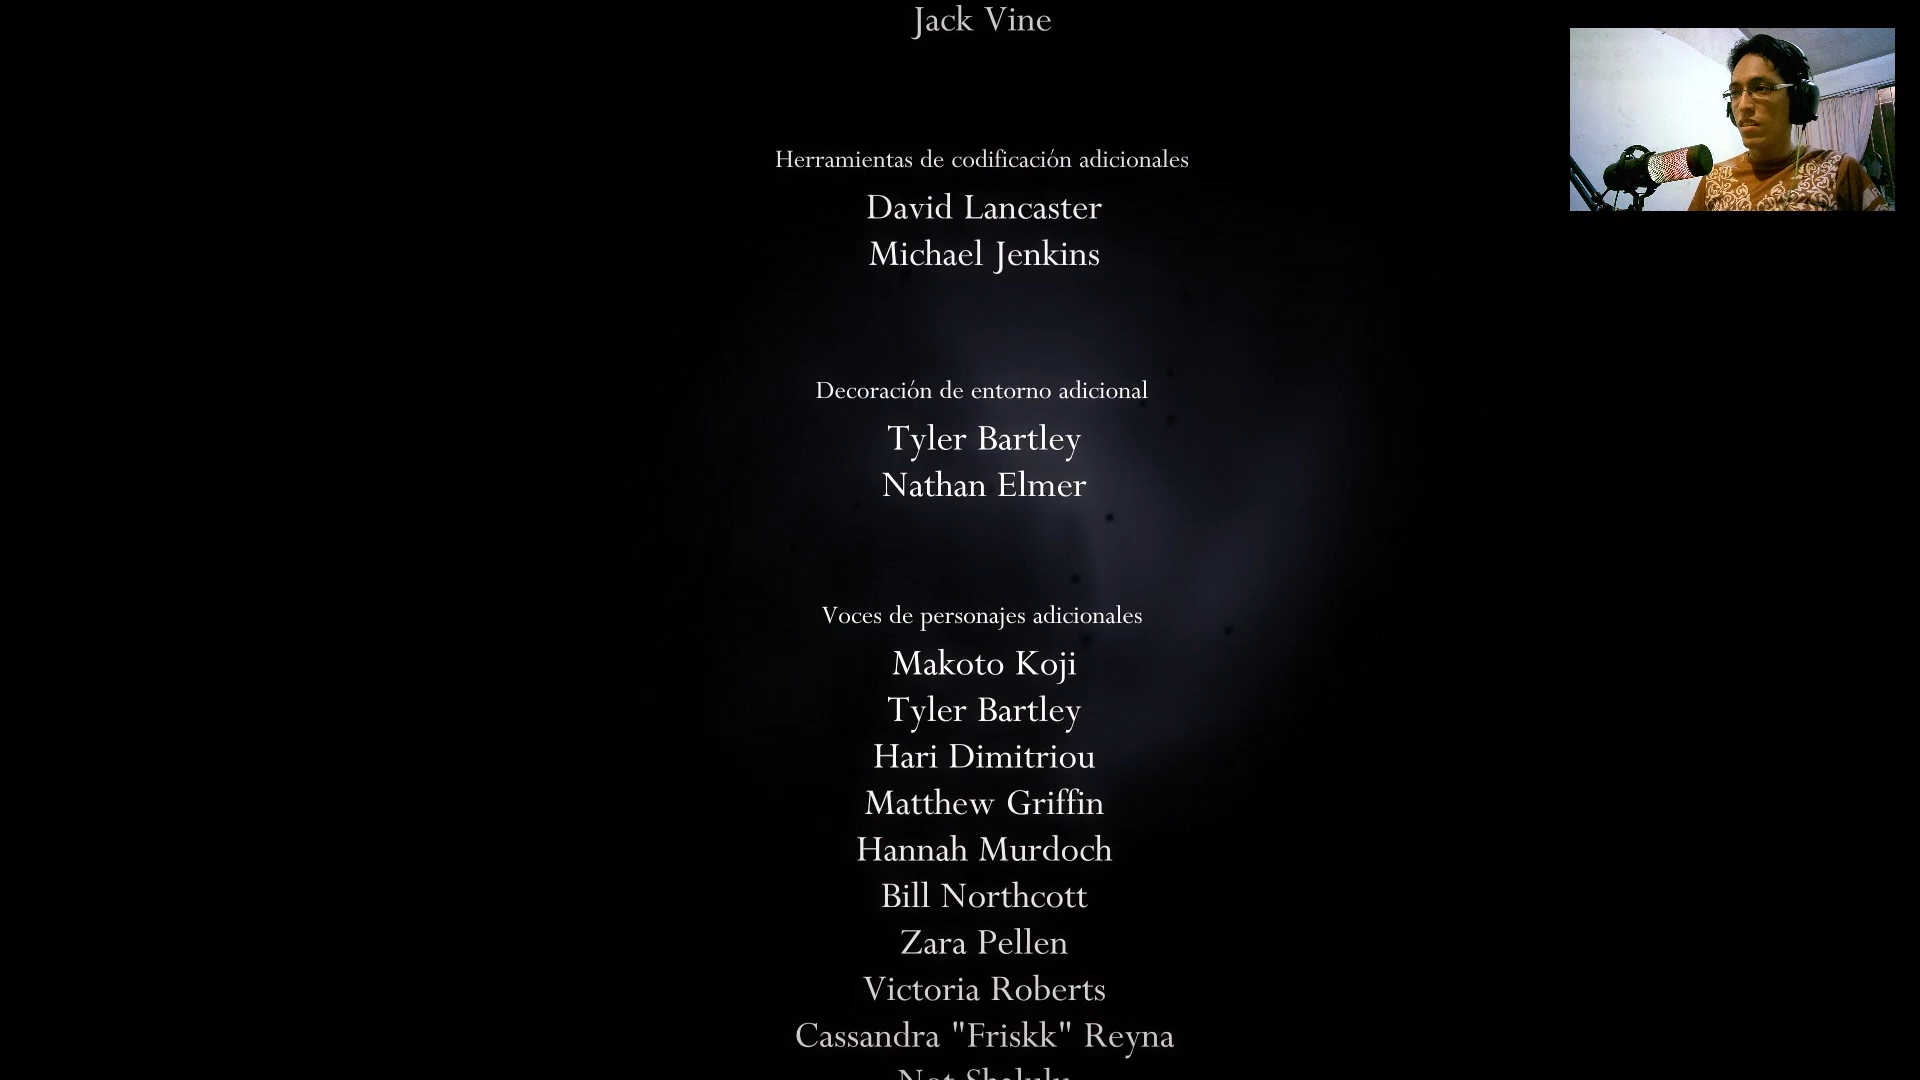 Jack Vine
Herramientas de codificación adicionales
David Lancaster
Michael Jenkins
Decoración de entorno adicional
Tyler Bartley
Nathan Elmer
Voces de personajes adicionales
Makoto Koji
Tyler Bartley
Hari Dimitriou
Matthew Griffin
Hannah Murdoch
Bill Northcott
Zara Pellen
Victoria Roberts
Cassandra "Friskk" Reyna